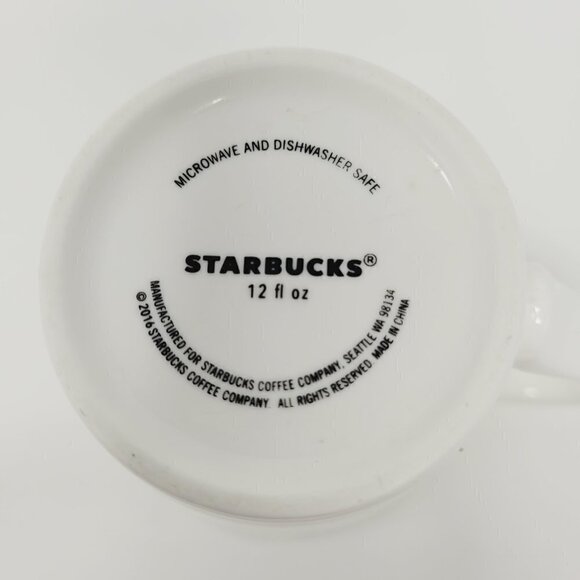 MICROWAVE AND DISHWASHER SAFE
STARBUCKS®
12 fl oz
MANUFACTURED FOR STARBUCKS COFFEE COMPANY, SEATTLE WA 98134
© 2016 STARBUCKS COFFEE COMPANY. ALL RIGHTS RESERVED. MADE IN CHINA